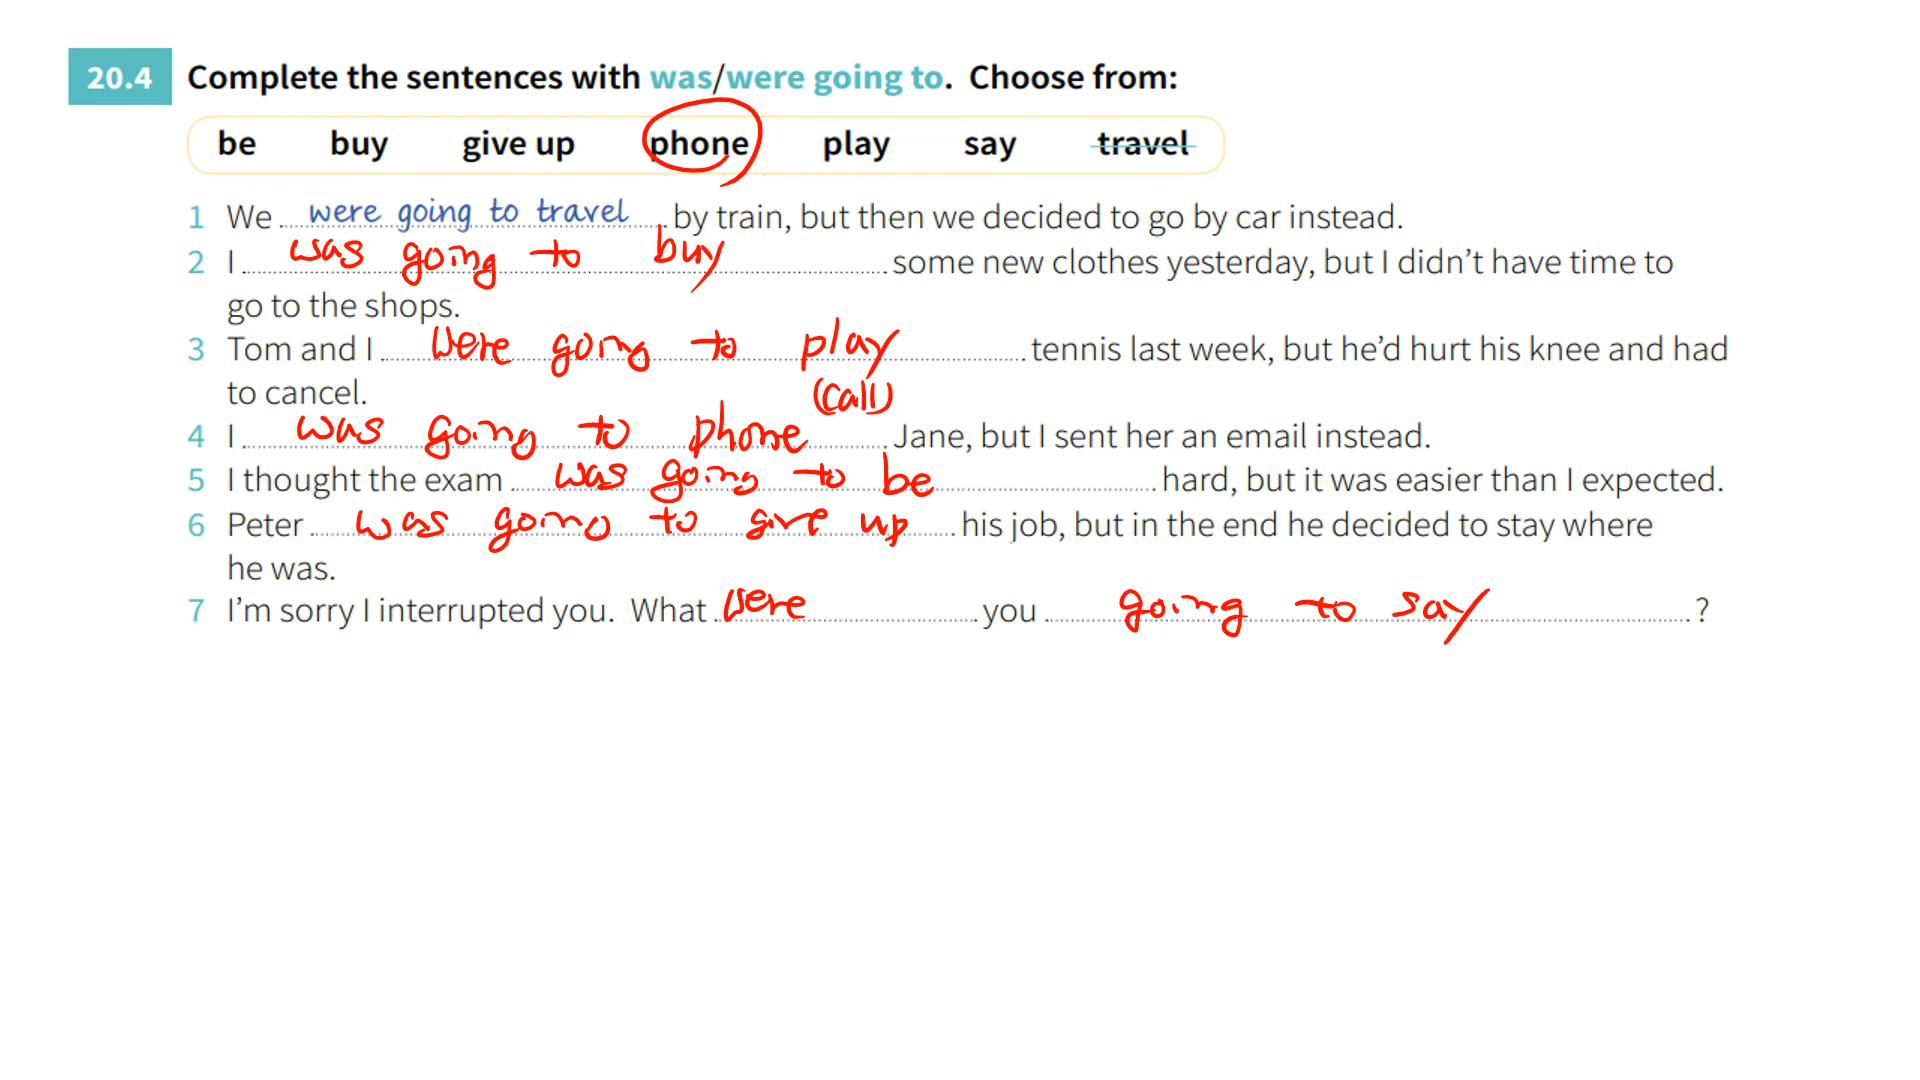 20.4 Complete the sentences with was/were going to. Choose from:
be buy give up phone play say travel
1 We were going to travel by train, but then we decided to go by car instead.
2 I was going to buy some new clothes yesterday, but I didn't have time to
go to the shops.
3 Tom and I were going to play tennis last week, but he'd hurt his knee and had
to cancel.
(call)
4 I was going to phone Jane, but I sent her an email instead.
5 I thought the exam was going to be hard, but it was easier than I expected.
6 Peter was going to give up his job, but in the end he decided to stay where
he was.
7 I'm sorry I interrupted you. What were you going to say ?